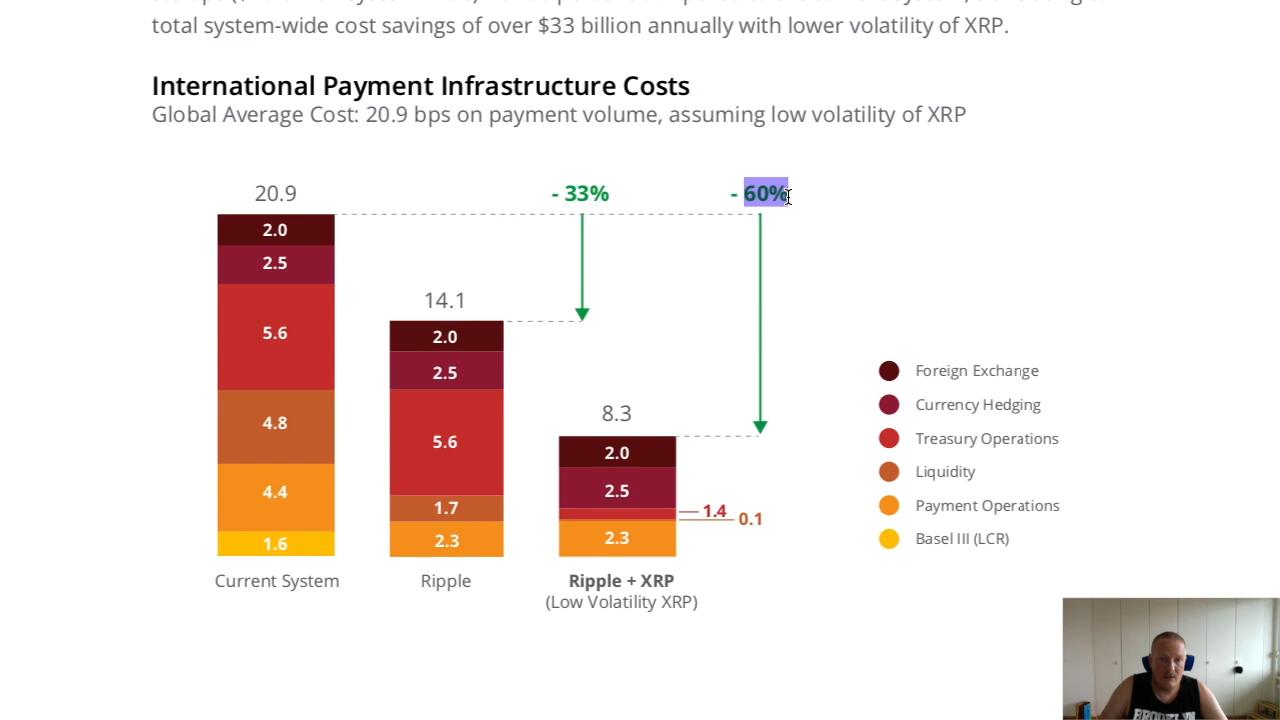 total system-wide cost savings of over $33 billion annually with lower volatility of XRP.
International Payment Infrastructure Costs
Global Average Cost: 20.9 bps on payment volume, assuming low volatility of XRP
20.9
- 33%
- 60%
2.0
2.5
5.6
4.8
4.4
1.6
Current System
14.1
2.0
2.5
5.6
1.7
2.3
Ripple
8.3
2.0
2.5
1.4
0.1
2.3
Ripple + XRP
(Low Volatility XRP)
Foreign Exchange
Currency Hedging
Treasury Operations
Liquidity
Payment Operations
Basel III (LCR)
BROOKLYN